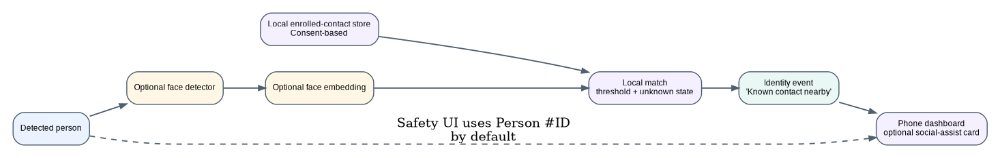 Local enrolled-contact store
Consent-based
Optional face detector
Optional face embedding
Local match
threshold + unknown state
Identity event
'Known contact nearby'
Detected person
Safety UI uses Person #ID
by default
Phone dashboard
optional social-assist card